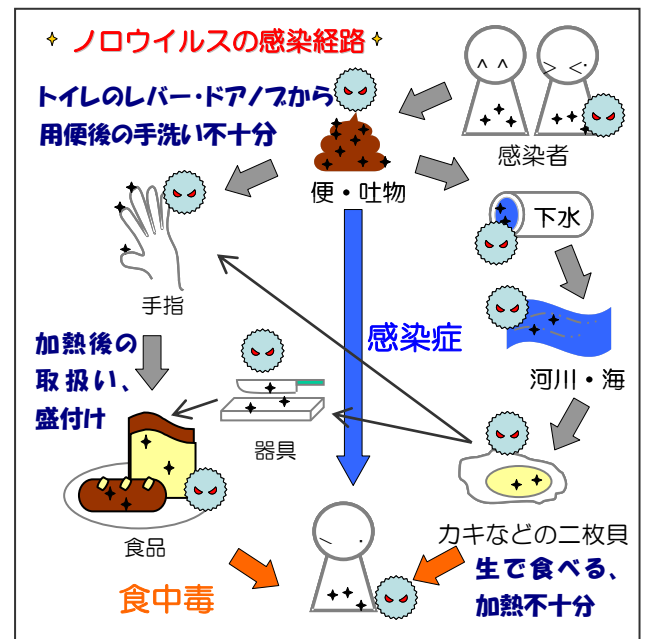 ノロウイルスの感染経路
トイレのレバー・ドアノブから
用便後の手洗い不十分
感染者
便・吐物
下水
手指
感染症
加熱後の
取扱い、
盛付け
河川・海
器具
カキなどの二枚貝
食品
生で食べる、
加熱不十分
食中毒